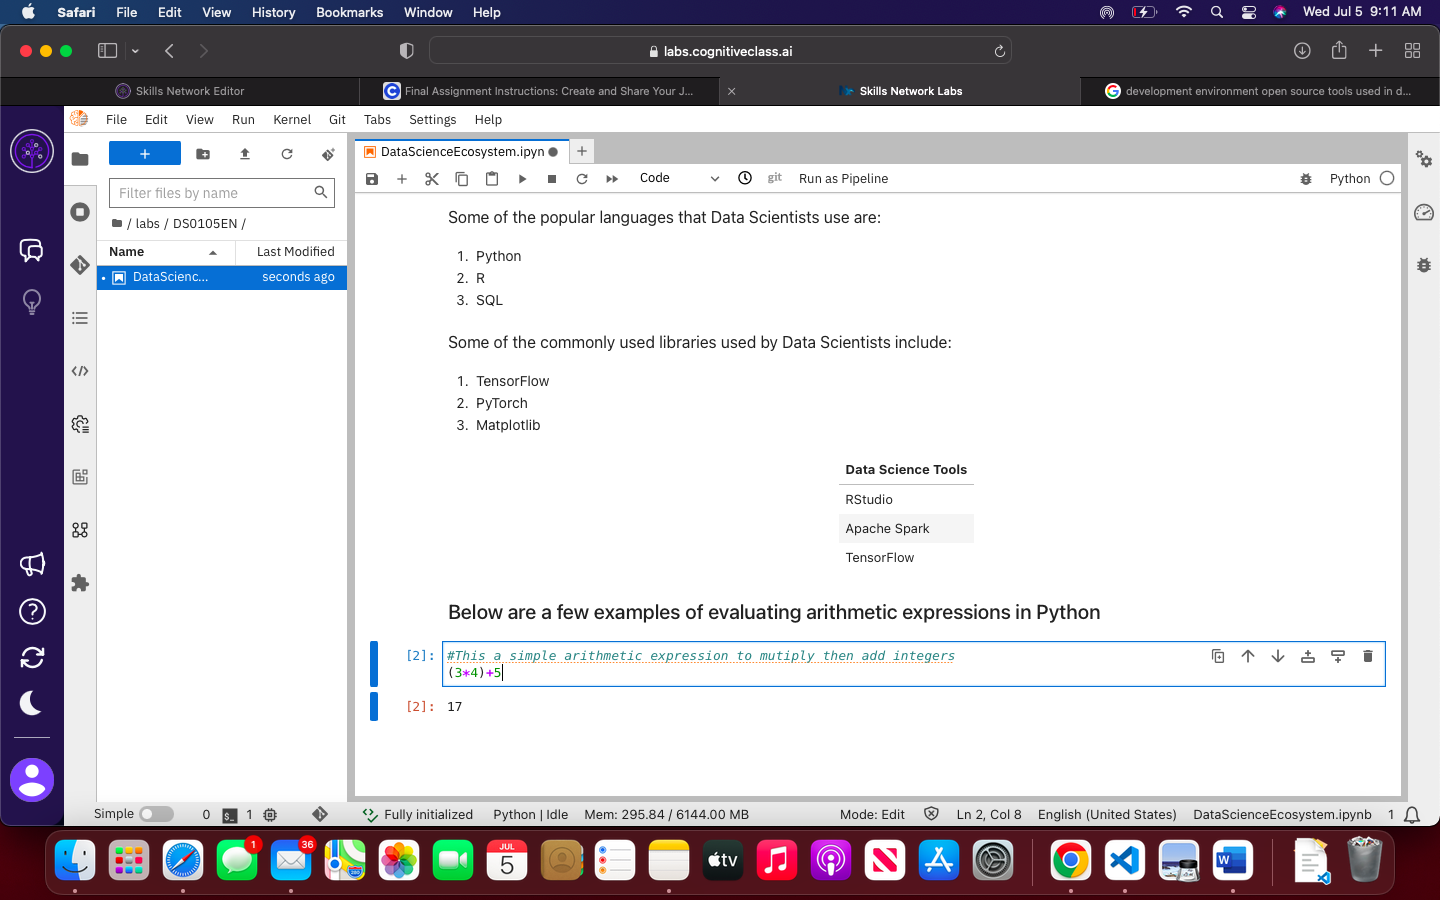 Safari File Edit View History Bookmarks Window Help Wed Jul 5 9:11 AM
labs.cognitiveclass.ai
Skills Network Editor Final Assignment Instructions: Create and Share Your J... Skills Network Labs development environment open source tools used in d...
File Edit View Run Kernel Git Tabs Settings Help
DataScienceEcosystem.ipyn
Code git Run as Pipeline Python
Filter files by name
/ labs / DS0105EN /
Name Last Modified
DataScienc... seconds ago
Some of the popular languages that Data Scientists use are:
1. Python
2. R
3. SQL
Some of the commonly used libraries used by Data Scientists include:
1. TensorFlow
2. PyTorch
3. Matplotlib
Data Science Tools
RStudio
Apache Spark
TensorFlow
Below are a few examples of evaluating arithmetic expressions in Python
[2]: #This a simple arithmetic expression to mutiply then add integers
(3*4)+5
[2]: 17
Simple 0 $_ 1 Fully initialized Python | Idle Mem: 295.84 / 6144.00 MB Mode: Edit Ln 2, Col 8 English (United States) DataScienceEcosystem.ipynb 1
1 36 JUL 5 tv W